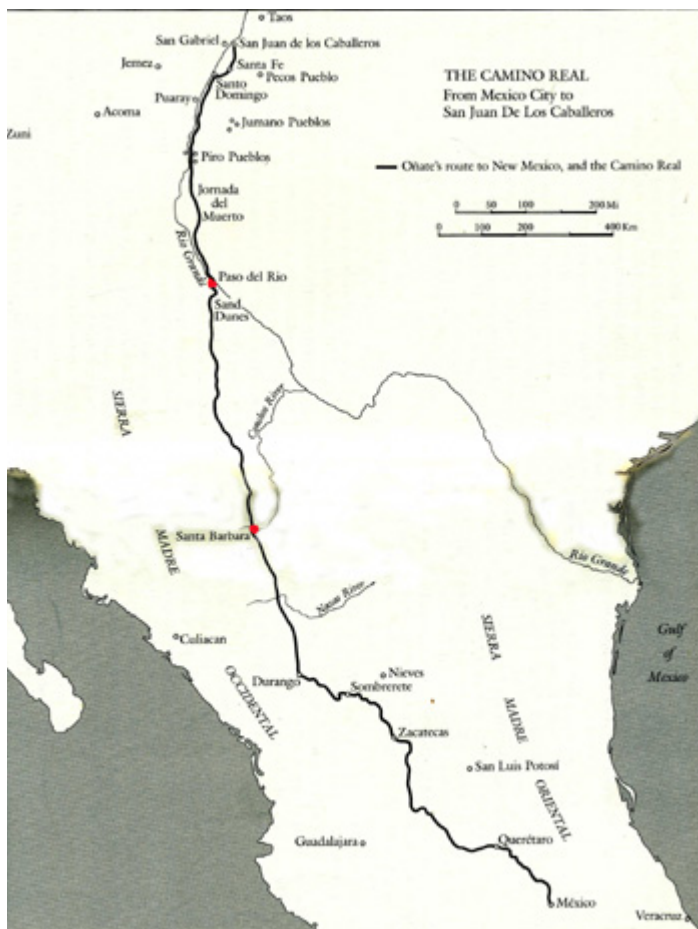 Taos
San Gabriel
San Juan de los Caballeros
Jemez
Santa Fe
Pecos Pueblo
Santo
Domingo
Puaray
Acoma
Jumano Pueblos
Zuni
Piro Pueblos
Jornada
del
Muerto
Rio Grande
Paso del Rio
Sand
Dunes
THE CAMINO REAL
From Mexico City to
San Juan De Los Caballeros
Oñate's route to New Mexico, and the Camino Real
0 50 100 200 Mi
0 100 200 400 Km
SIERRA
MADRE
OCCIDENTAL
Conchos River
Santa Barbara
Rio Grande
Nazas River
Culiacan
SIERRA
MADRE
ORIENTAL
Gulf
of
Mexico
Durango
Nieves
Sombrerete
Zacatecas
San Luis Potosí
Guadalajara
Querétaro
México
Veracruz